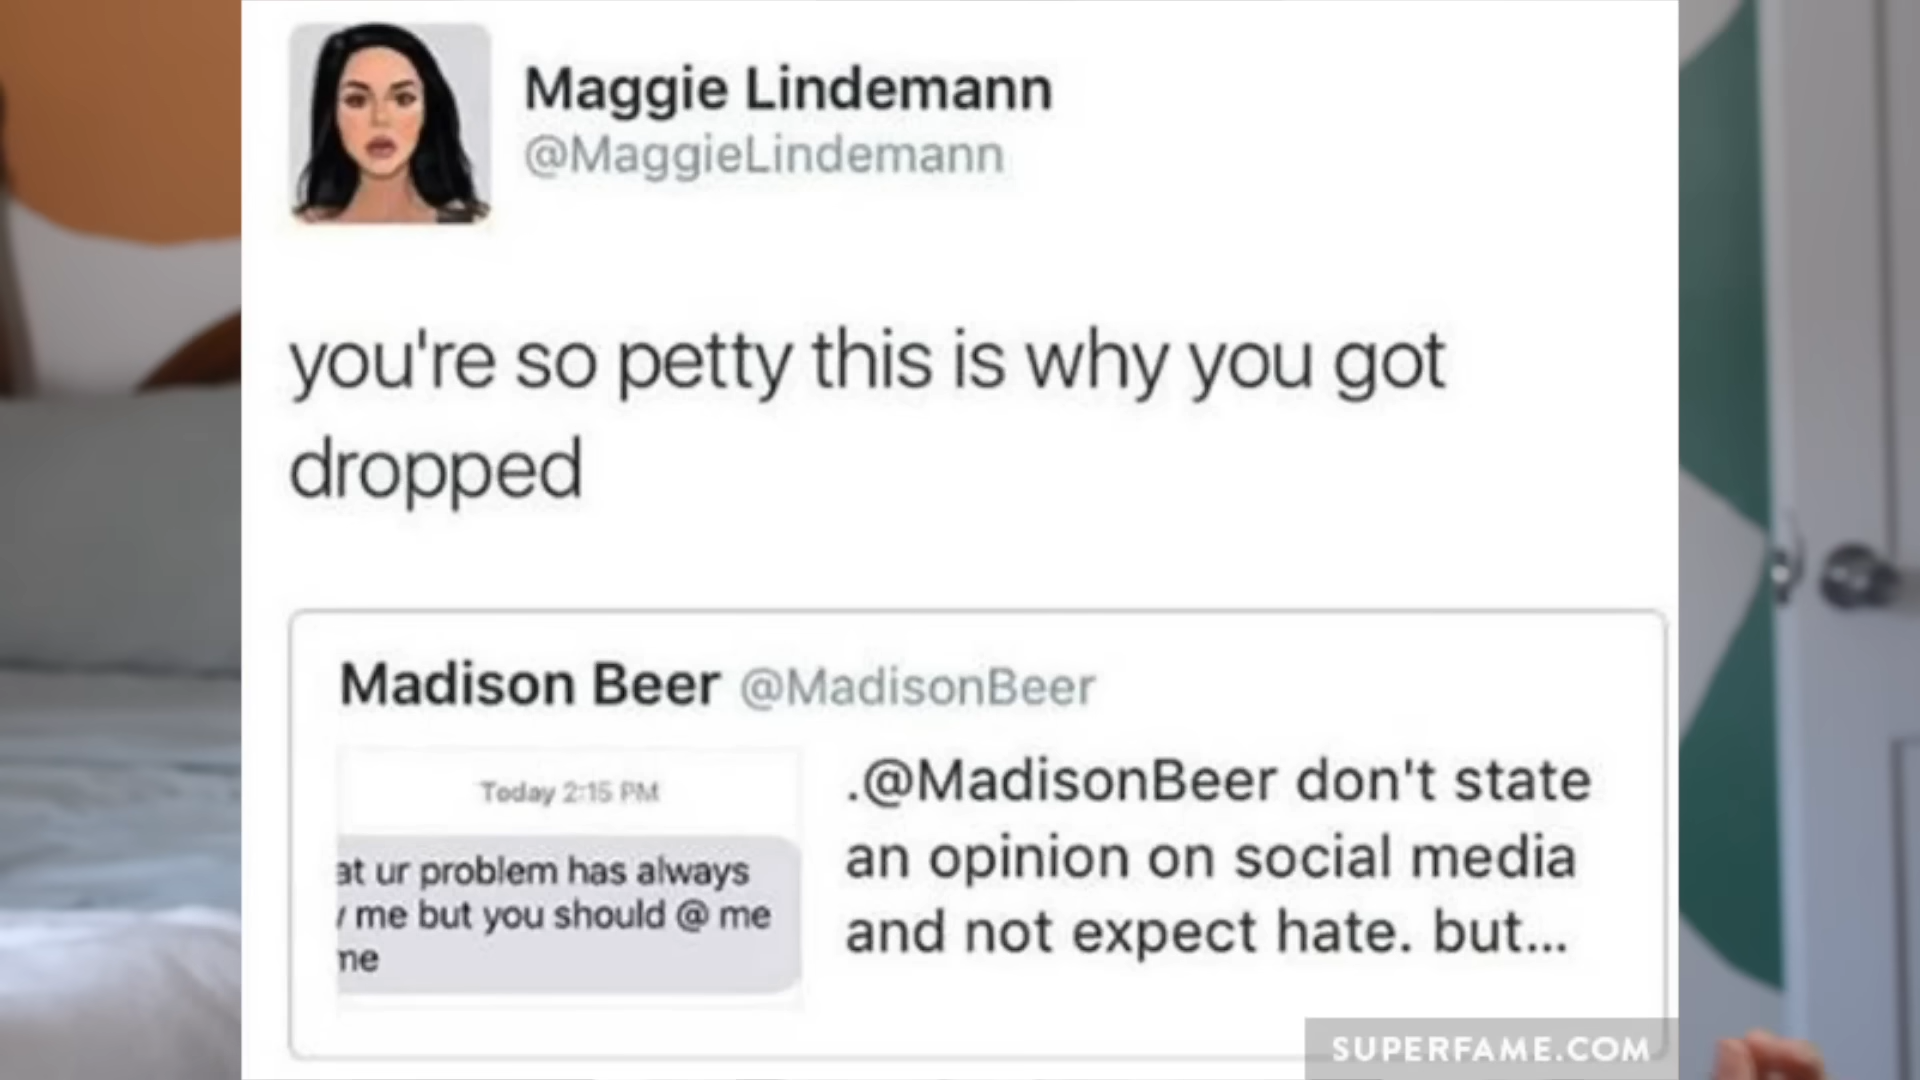 Maggie Lindemann
@MaggieLindemann
you're so petty this is why you got
dropped
Madison Beer @MadisonBeer
Today 2:15 PM
at ur problem has always
me but you should @ me
me
.@MadisonBeer don't state
an opinion on social media
and not expect hate. but...
SUPERFAME.COM